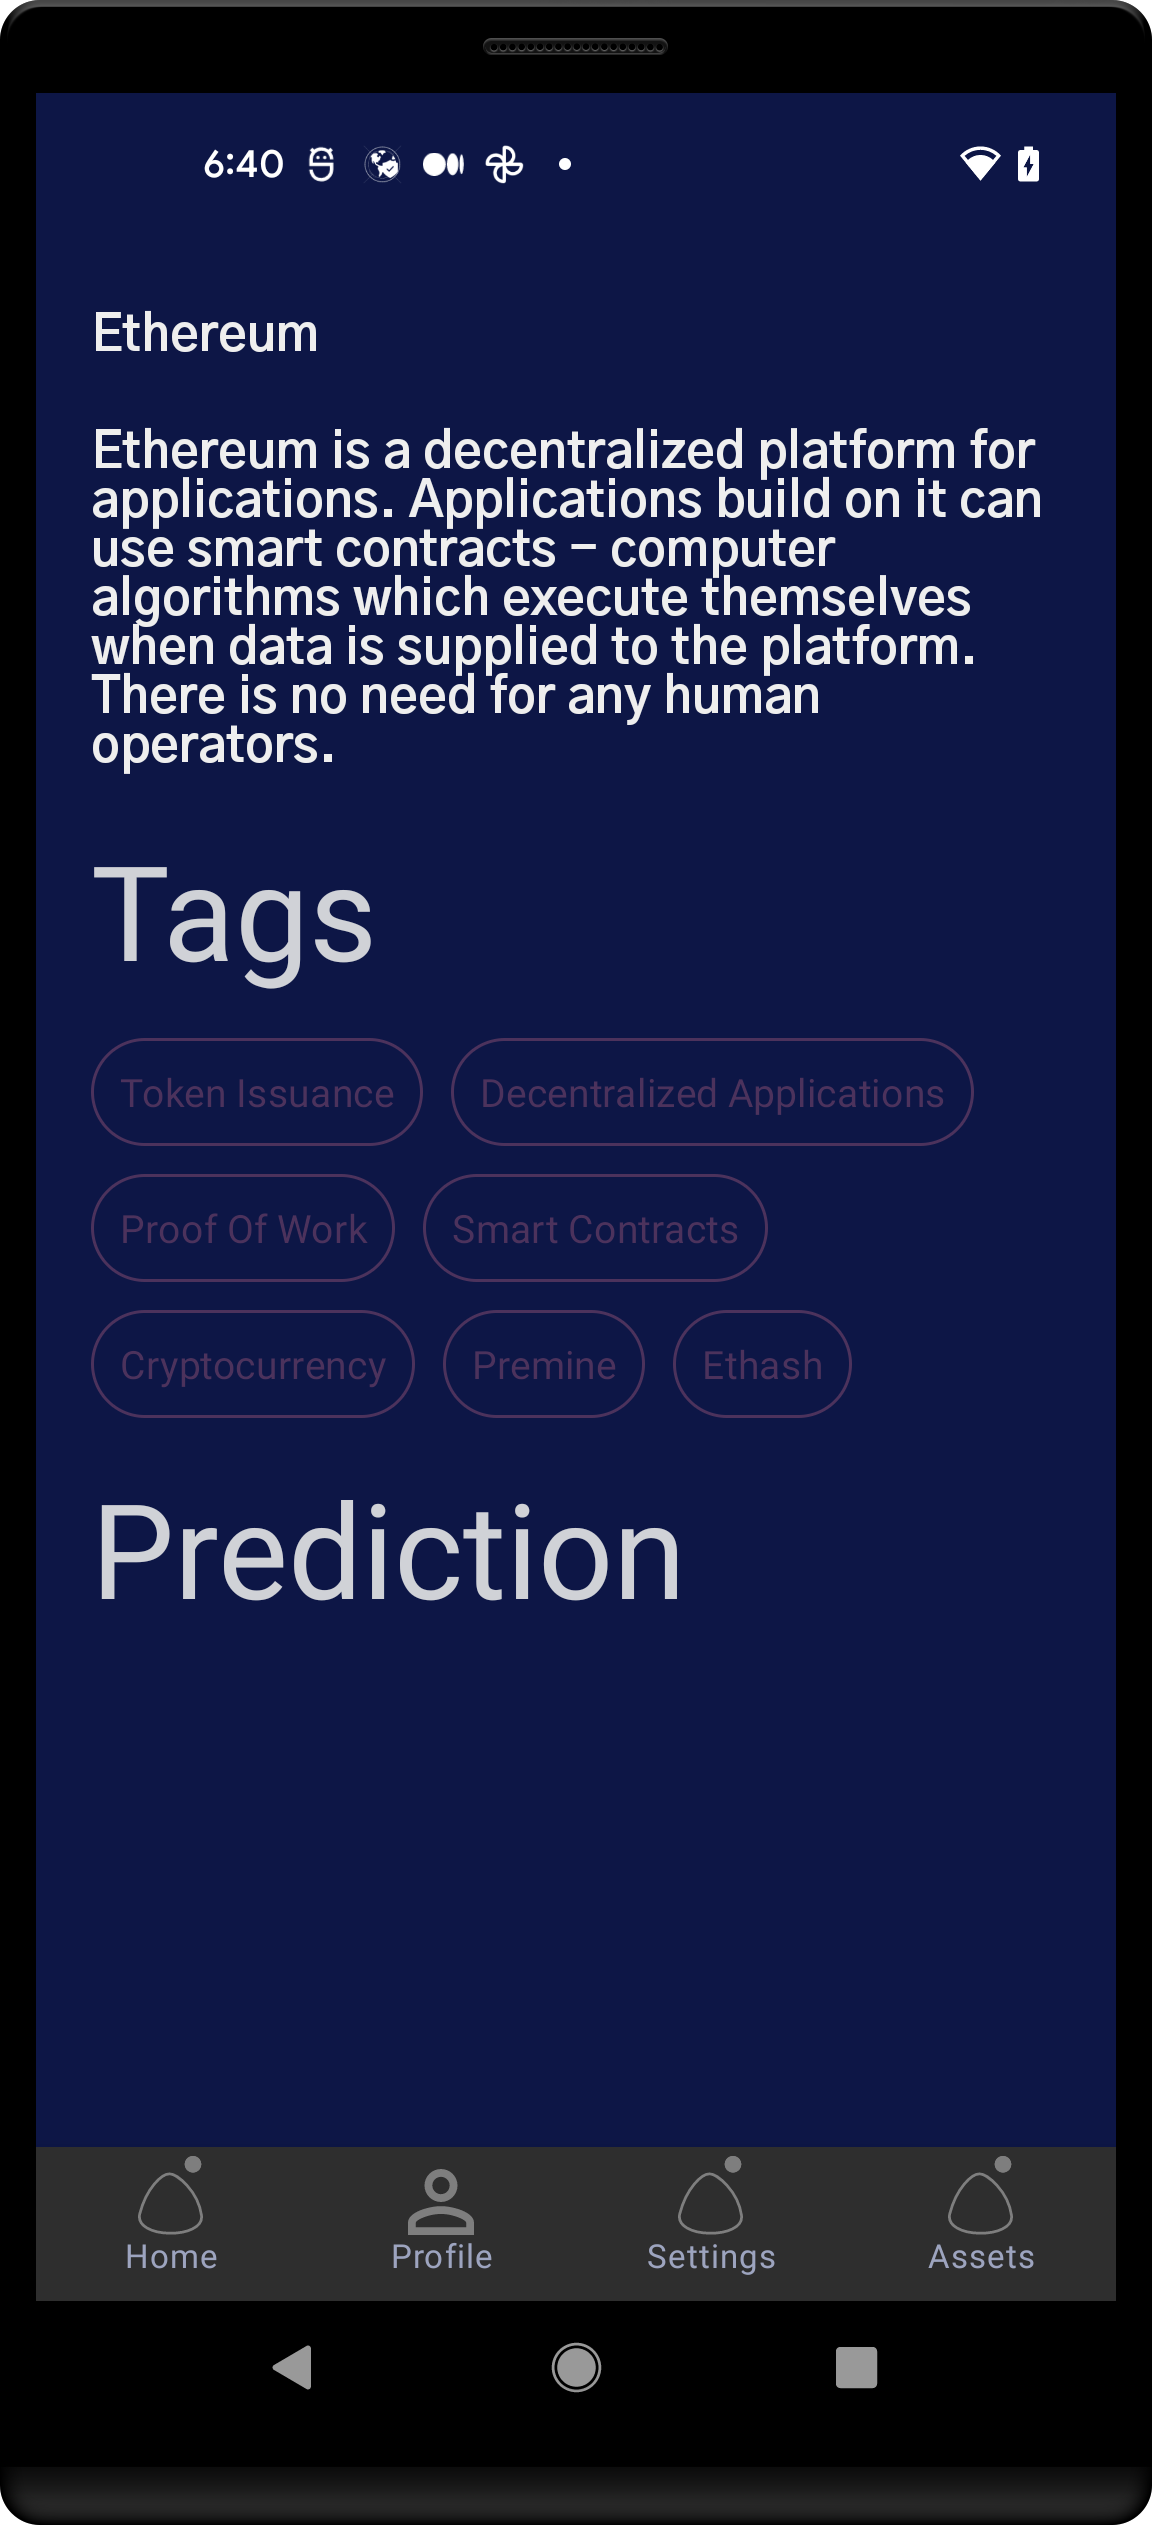 6:40
Ethereum
Ethereum is a decentralized platform for
applications. Applications build on it can
use smart contracts – computer
algorithms which execute themselves
when data is supplied to the platform.
There is no need for any human
operators.
Tags
Token Issuance Decentralized Applications
Proof Of Work Smart Contracts
Cryptocurrency Premine Ethash
Prediction
Home Profile Settings Assets